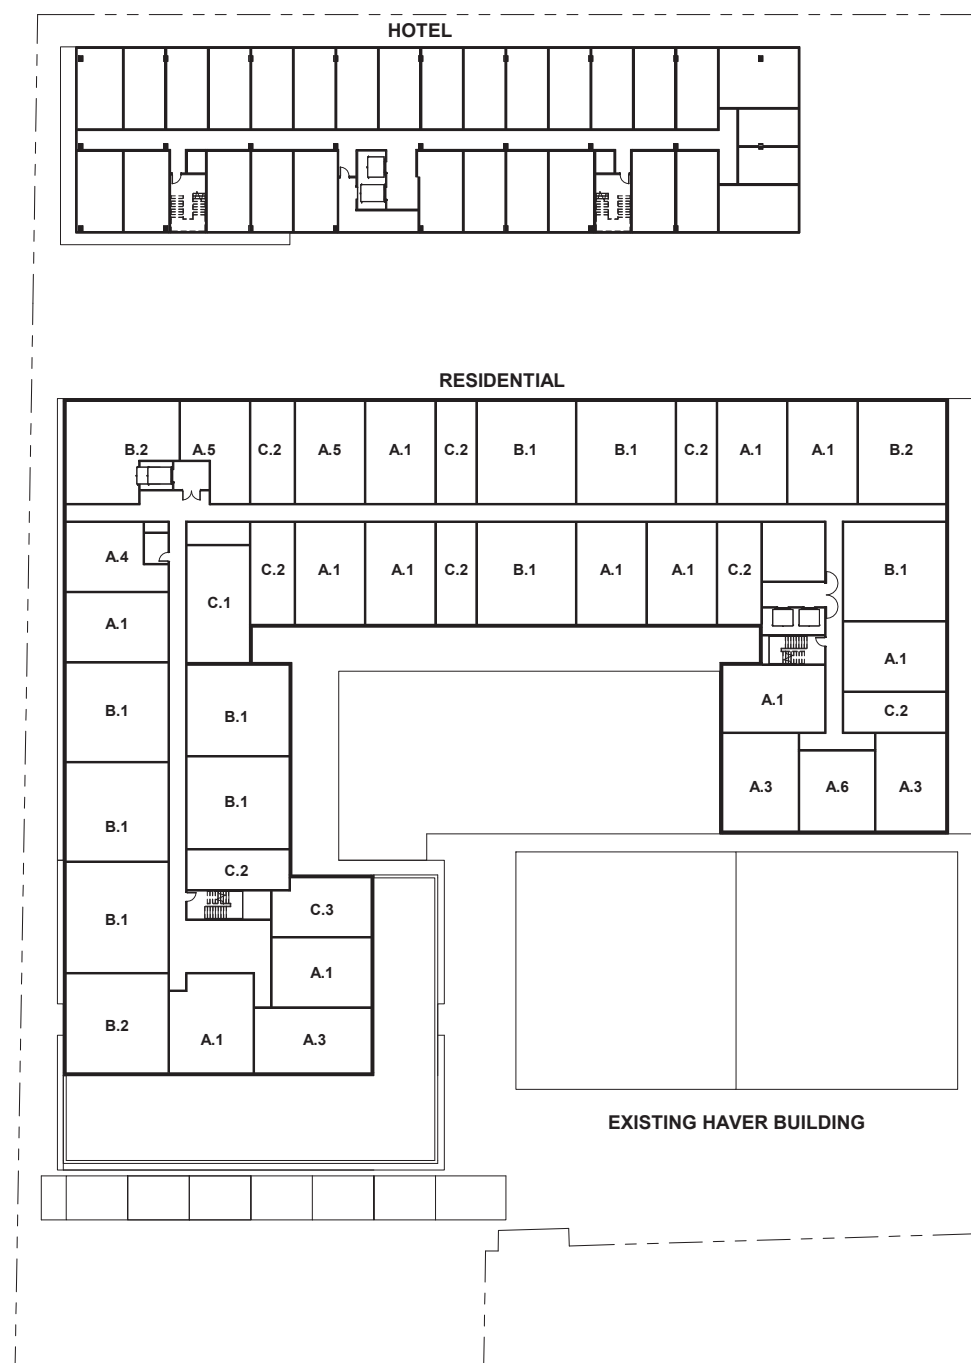 HOTEL
RESIDENTIAL
B.2 A.5 C.2 A.5 A.1 C.2 B.1 B.1 C.2 A.1 A.1 B.2
A.4 C.2 A.1 A.1 C.2 B.1 A.1 A.1 C.2 B.1
C.1
A.1 A.1
B.1 B.1 A.1 C.2
B.1 B.1 A.3 A.6 A.3
C.2
B.1 C.3
A.1
B.2 A.1 A.3
EXISTING HAVER BUILDING